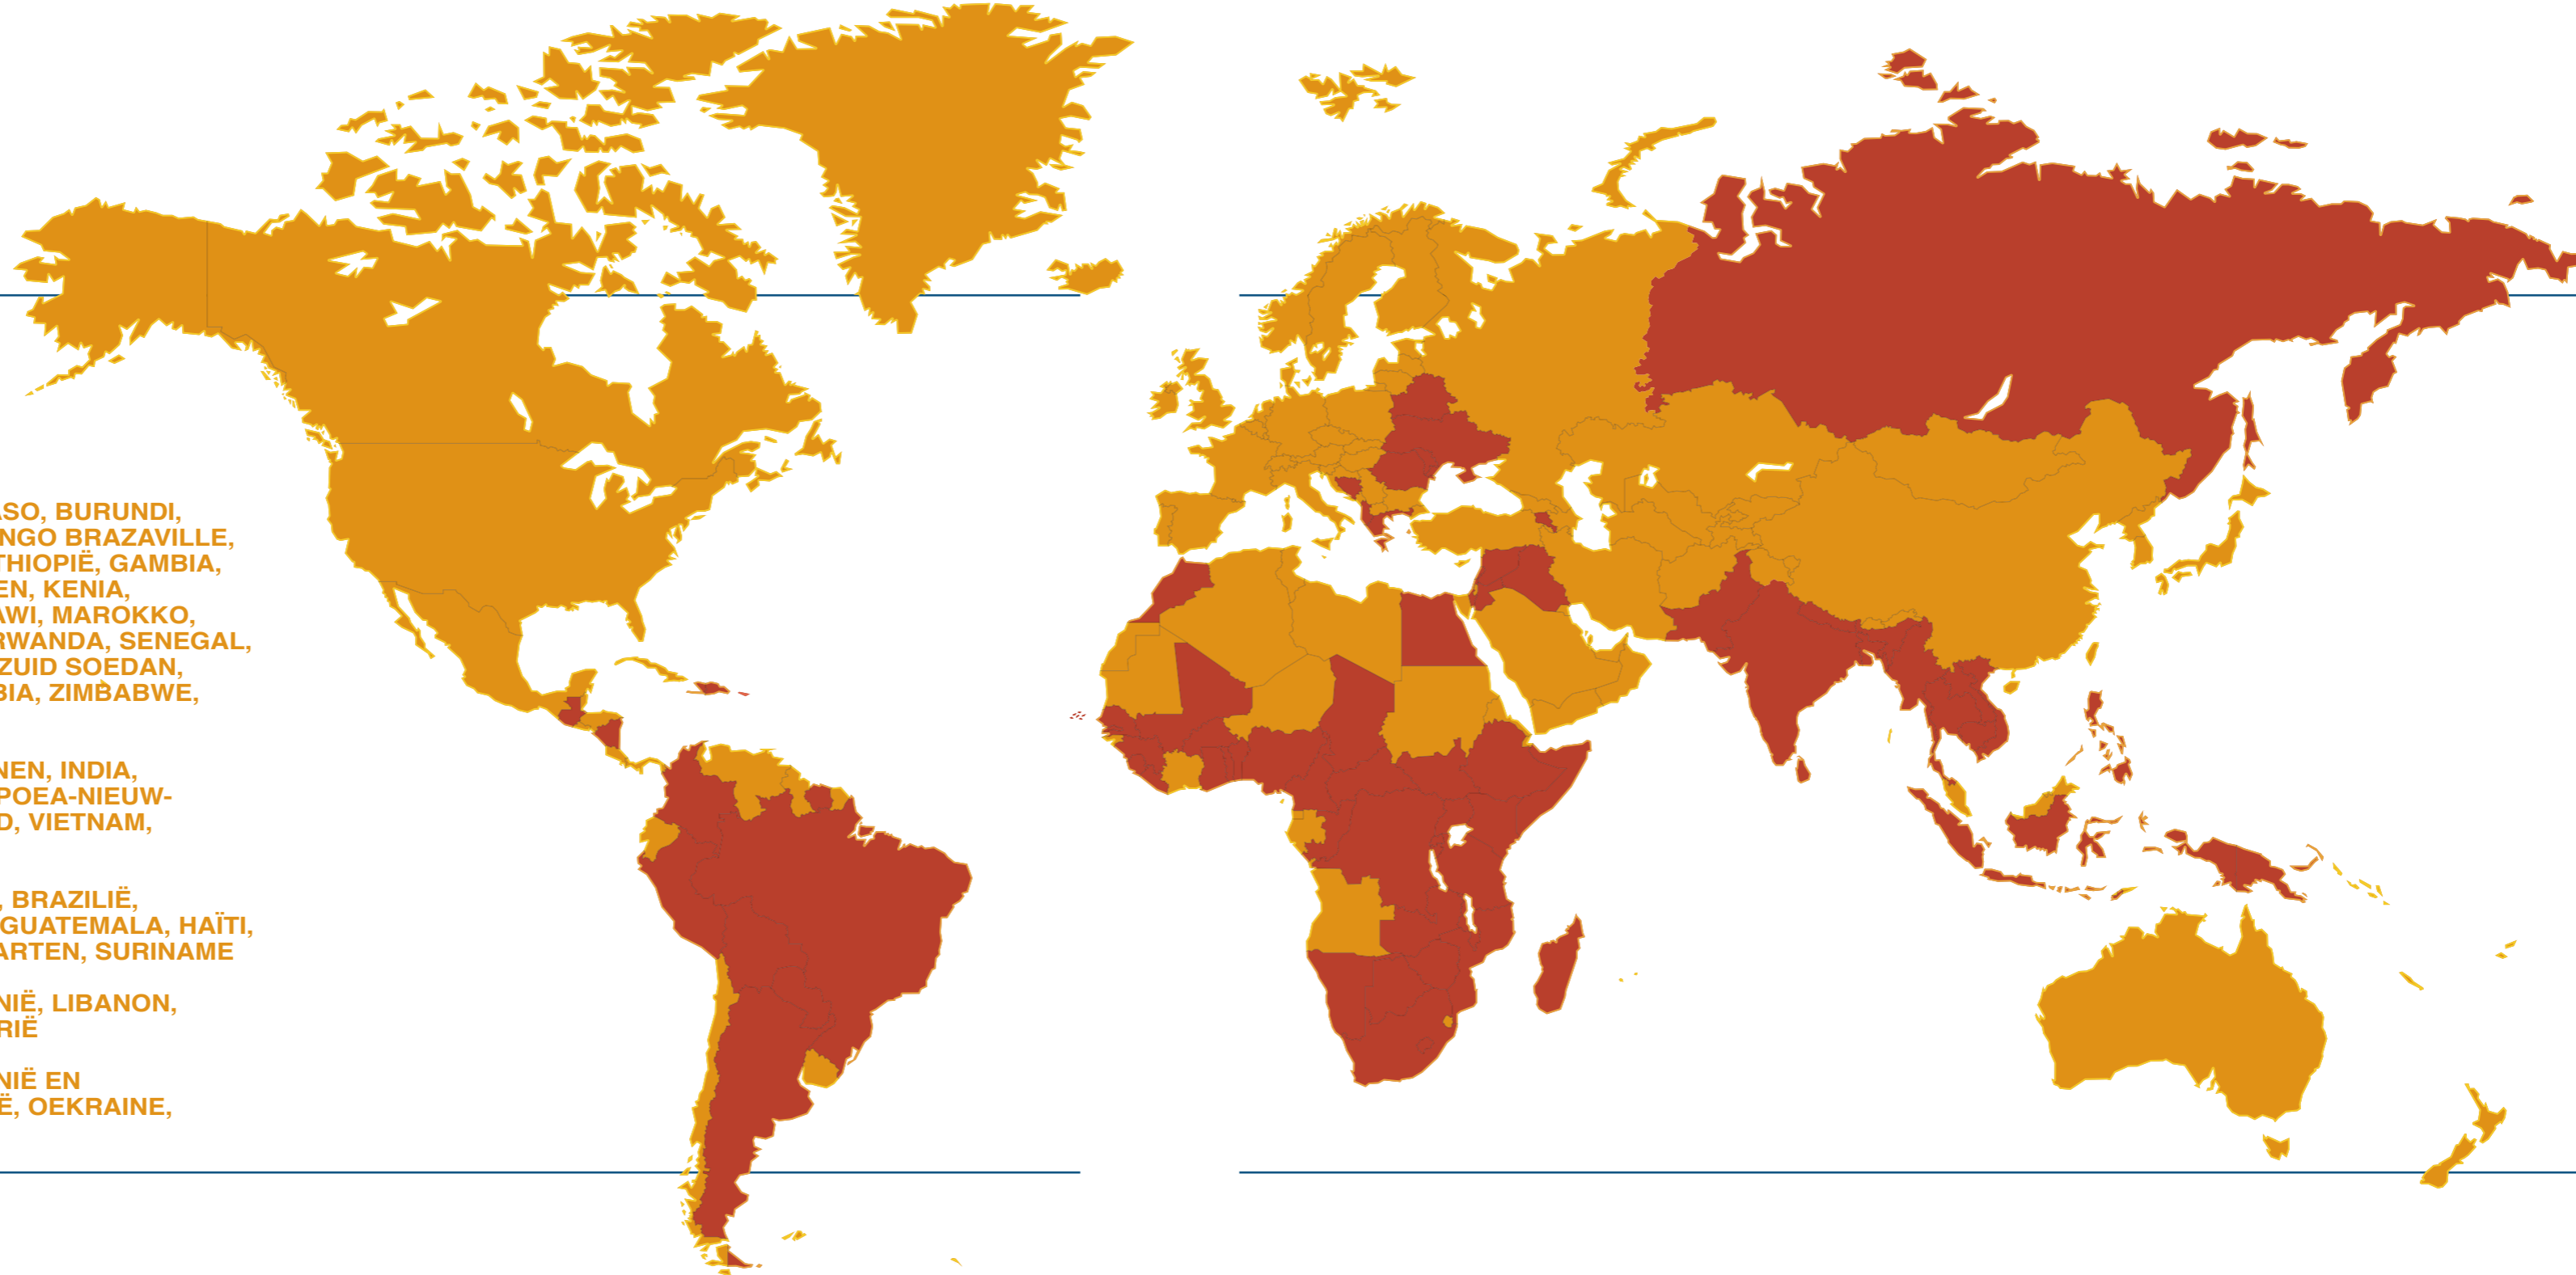 ASO, BURUNDI,
NGO BRAZAVILLE,
THIOPIË, GAMBIA,
EN, KENIA,
AWI, MAROKKO,
RWANDA, SENEGAL,
ZUID SOEDAN,
BIA, ZIMBABWE,
NEN, INDIA,
POEA-NIEUW-
D, VIETNAM,
, BRAZILIË,
GUATEMALA, HAÏTI,
ARTEN, SURINAME
NIË, LIBANON,
RIË
NIË EN
Ë, OEKRAINE,